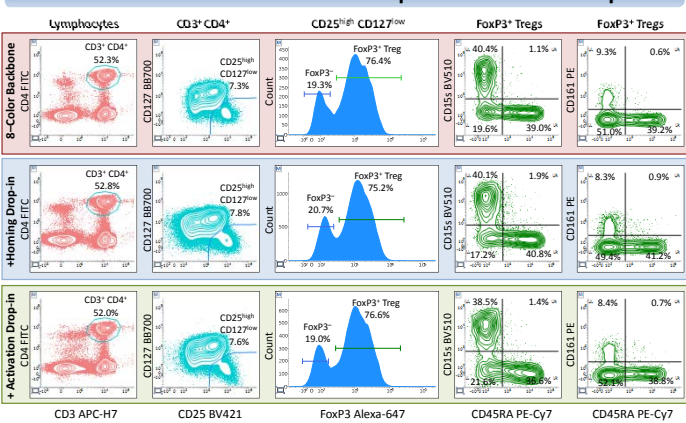 Lymphocytes
CD3⁺ CD4⁺
CD25high CD127low
FoxP3⁺ Tregs
FoxP3⁺ Tregs
8-Color Backbone
CD4 FITC
CD3⁺ CD4⁺
52.3%
CD127 BB700
CD25high
CD127low
7.3%
Count
FoxP3⁻
19.3%
FoxP3⁺ Treg
76.4%
CD15s BV510
40.4%
1.1%
19.6%
39.0%
CD161 PE
9.3%
0.6%
51.0%
39.2%
+Homing Drop-in
CD4 FITC
CD3⁺ CD4⁺
52.8%
CD127 BB700
CD25high
CD127low
7.8%
Count
FoxP3⁻
20.7%
FoxP3⁺ Treg
75.2%
CD15s BV510
40.1%
1.9%
17.2%
40.8%
CD161 PE
8.3%
0.9%
49.4%
41.2%
+ Activation Drop-in
CD4 FITC
CD3⁺ CD4⁺
52.0%
CD127 BB700
CD25high
CD127low
7.6%
Count
FoxP3⁻
19.0%
FoxP3⁺ Treg
76.6%
CD15s BV510
38.5%
1.4%
21.6%
38.6%
CD161 PE
8.4%
0.7%
52.1%
38.8%
CD3 APC-H7
CD25 BV421
FoxP3 Alexa-647
CD45RA PE-Cy7
CD45RA PE-Cy7